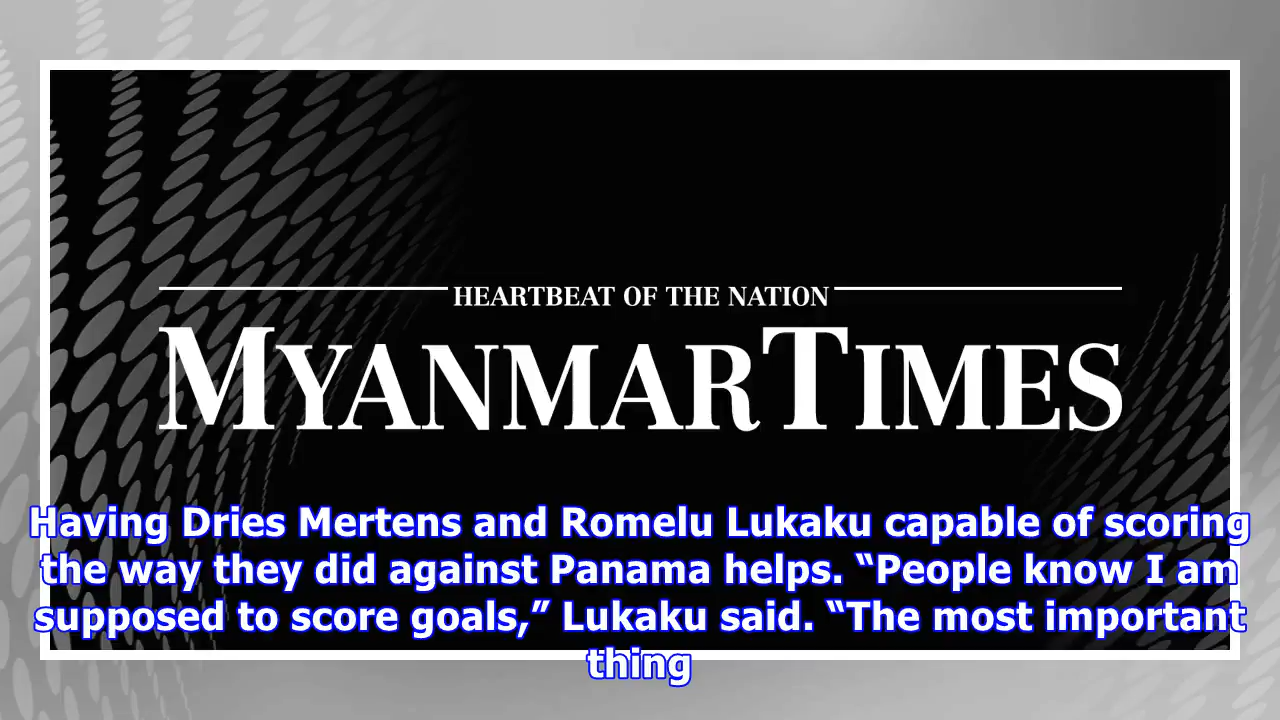 HEARTBEAT OF THE NATION
MYANMARTIMES
Having Dries Mertens and Romelu Lukaku capable of scoring
the way they did against Panama helps. “People know I am
supposed to score goals,” Lukaku said. “The most important
thing